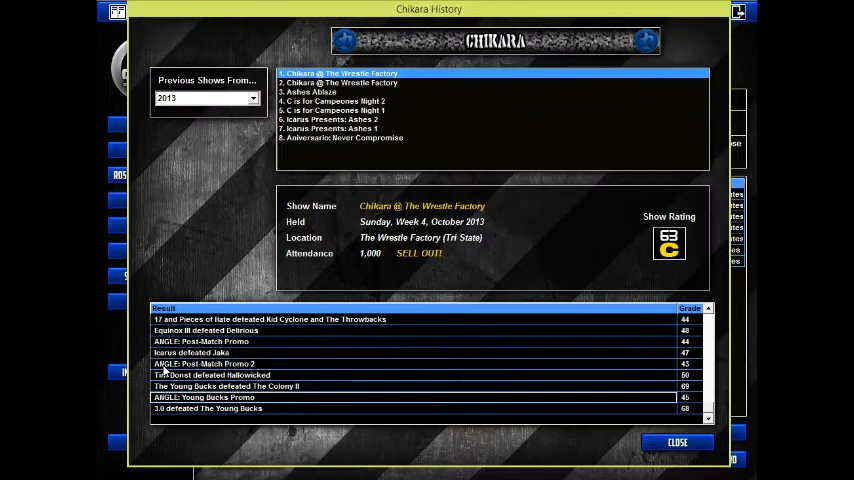 Chikara History
CHIKARA
Previous Shows From...
2013
1. Chikara @ The Wrestle Factory
2. Chikara @ The Wrestle Factory
3. Ashes Ablaze
4. C is for Campeones Night 2
5. C is for Campeones Night 1
6. Icarus Presents: Ashes 2
7. Icarus Presents: Ashes 1
8. Aniversario: Never Compromise
Show Name Chikara @ The Wrestle Factory
Held Sunday, Week 4, October 2013
Location The Wrestle Factory (Tri State)
Attendance 1,000 SELL OUT!
Show Rating
63
C
Result Grade
17 and Pieces of Hate defeated Kid Cyclone and The Throwbacks 44
Equinox III defeated Delirious 48
ANGLE: Post-Match Promo 44
Icarus defeated Jaka 47
ANGLE: Post-Match Promo 2 43
Tim Donst defeated Hallowicked 50
The Young Bucks defeated The Colony II 69
ANGLE: Young Bucks Promo 45
3.0 defeated The Young Bucks 68
CLOSE